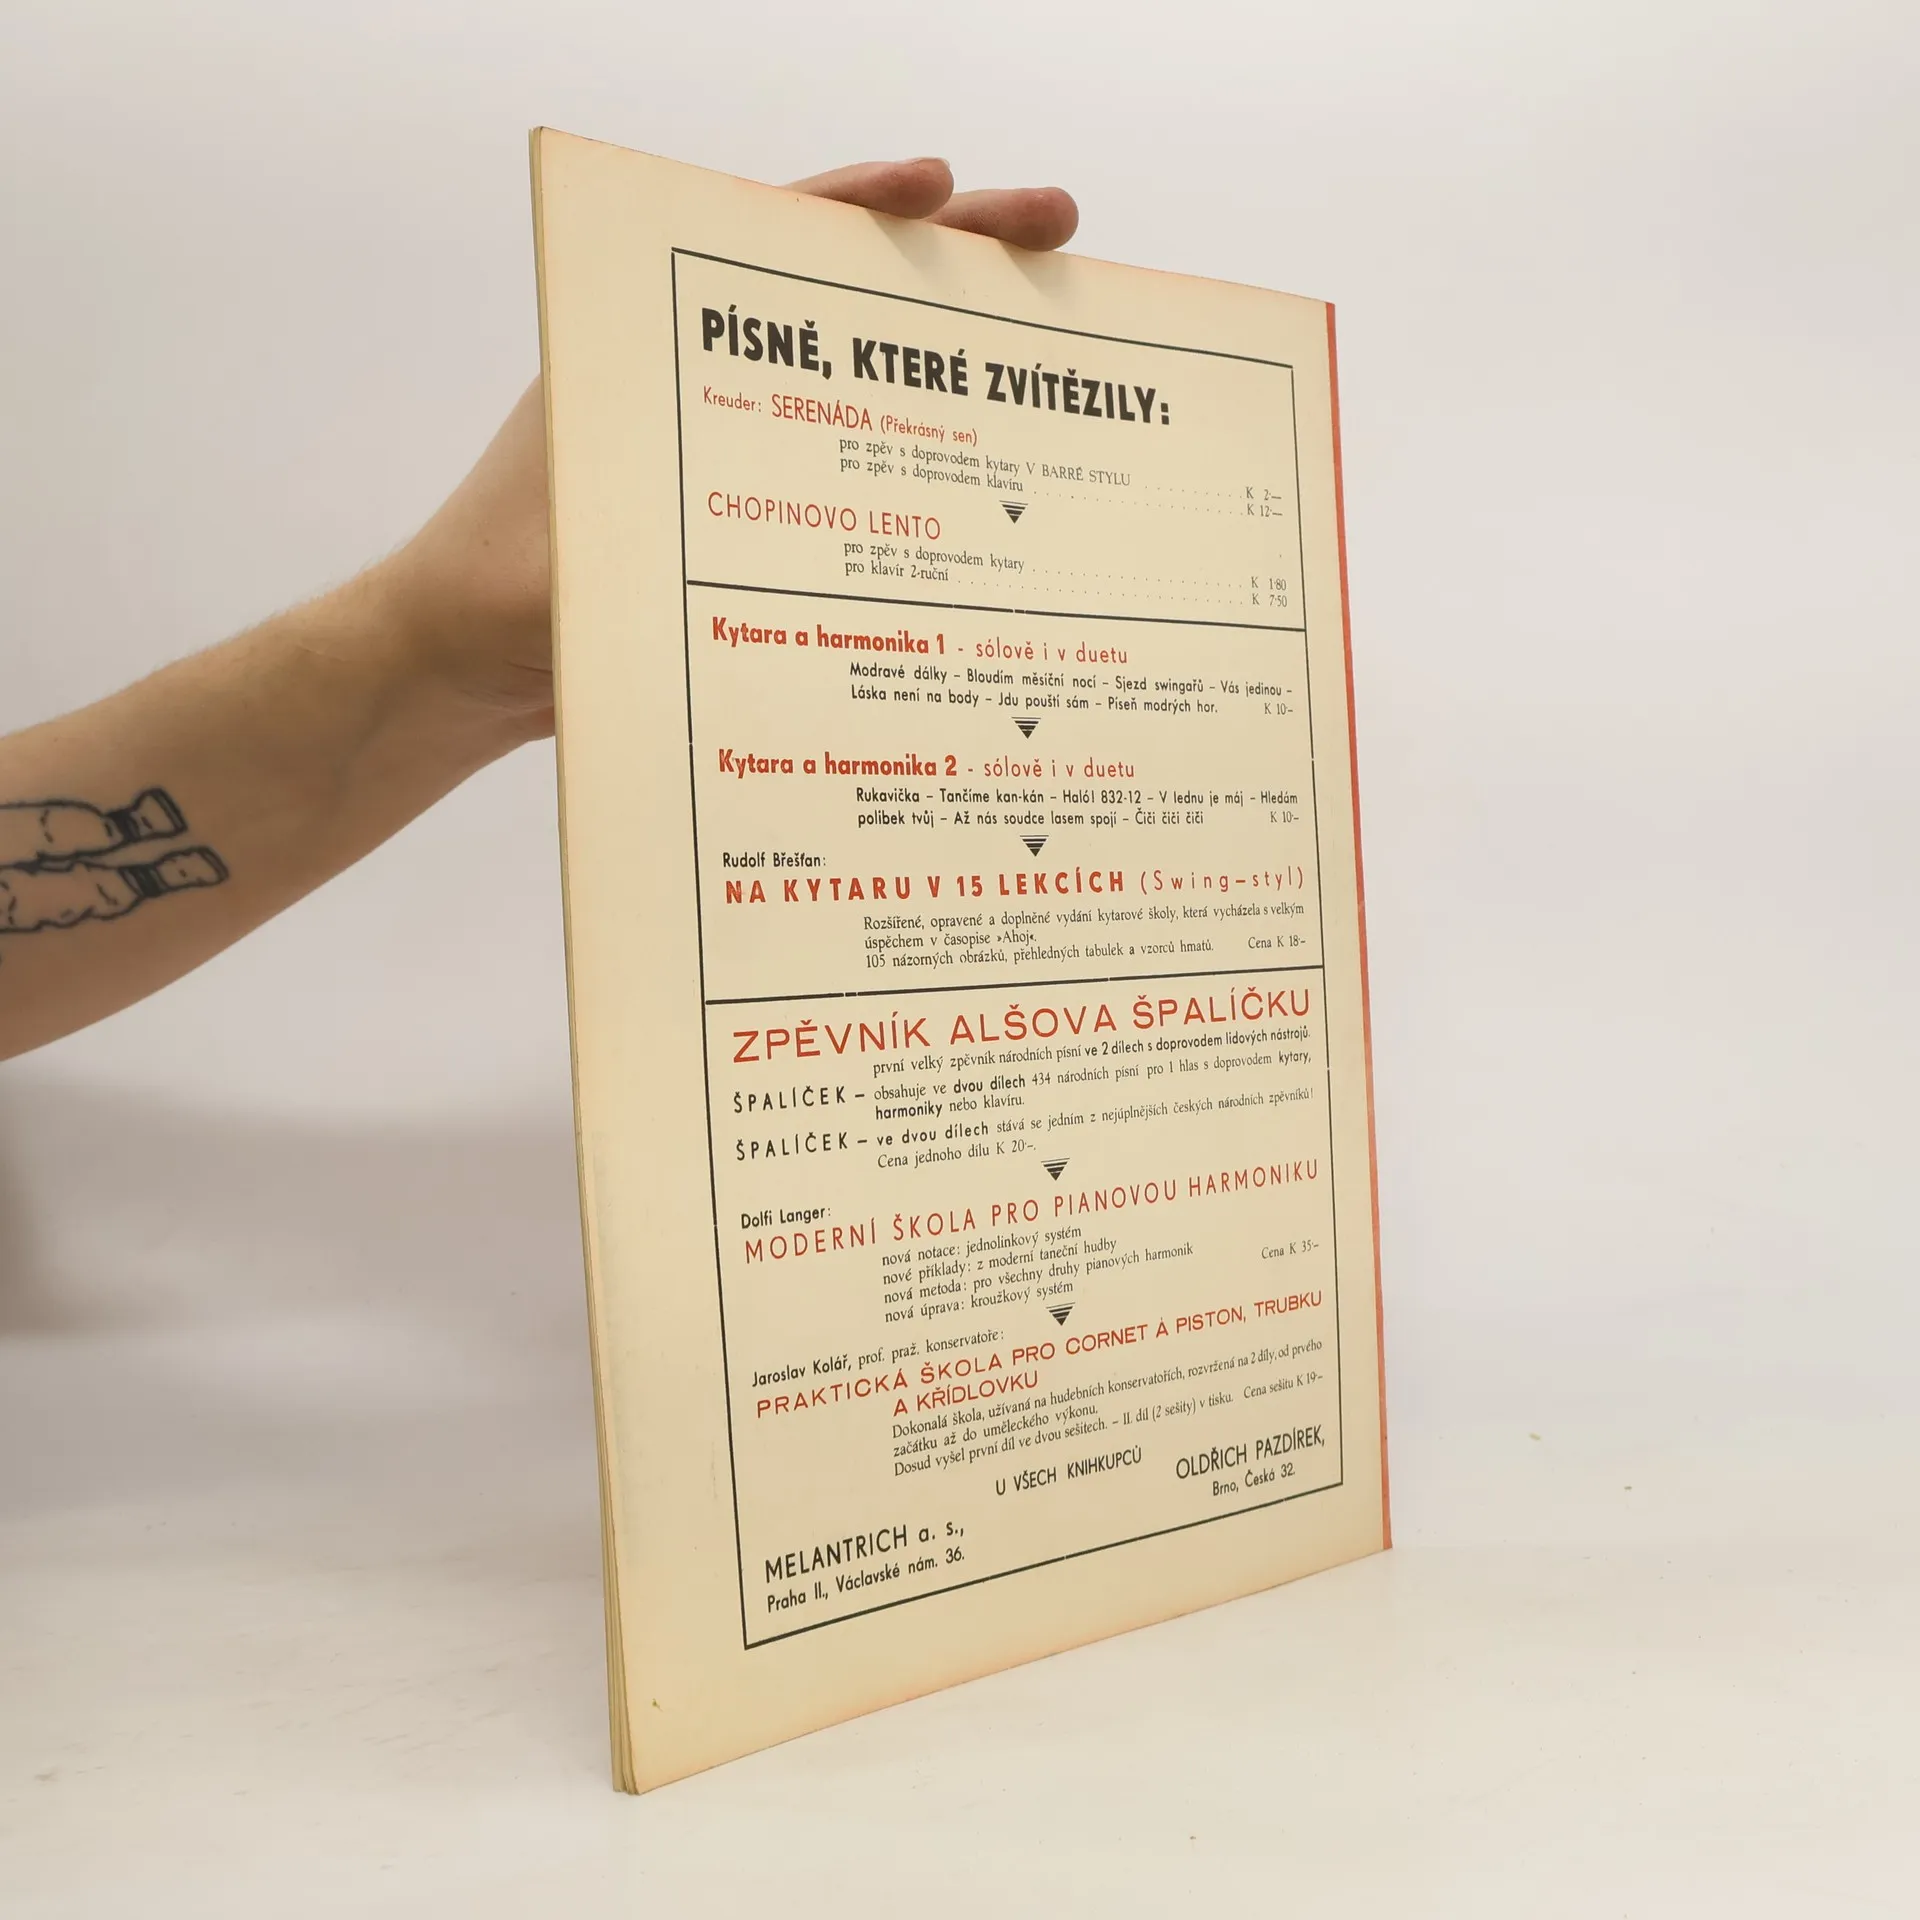 PÍSNĚ, KTERÉ ZVÍTĚZILY:
Kreuder: SERENÁDA (Překrásný sen)
pro zpěv s doprovodem kytary V BARRÉ STYLU . . . . . . . . K 2·—
pro zpěv s doprovodem klavíru . . . . . . . . . . . . . . . . . K 12·—
CHOPINOVO LENTO
pro zpěv s doprovodem kytary . . . . . . . . . . . . . . . . . K 1·80
pro klavír 2-ruční . . . . . . . . . . . . . . . . . . . . . . . K 7·50
Kytara a harmonika 1 - sólově i v duetu
Modravé dálky – Bloudím měsíční nocí – Sjezd swingařů – Vás jedinou –
Láska není na body – Jdu pouští sám – Píseň modrých hor. K 10·–
Kytara a harmonika 2 - sólově i v duetu
Rukavička – Tančíme kan-kán – Haló! 832-12 – V lednu je máj – Hledám
polibek tvůj – Až nás soudce lasem spojí – Čiči čiči čiči K 10·–
Rudolf Břešťan:
NA KYTARU V 15 LEKCÍCH (Swing–styl)
Rozšířené, opravené a doplněné vydání kytarové školy, která vycházela s velkým
úspěchem v časopise »Ahoj«.
105 názorných obrázků, přehledných tabulek a vzorců hmatů. Cena K 18·–
ZPĚVNÍK ALŠOVA ŠPALÍČKU
první velký zpěvník národních písní ve 2 dílech s doprovodem lidových nástrojů.
ŠPALÍČEK – obsahuje ve dvou dílech 434 národních písní pro 1 hlas s doprovodem kytary,
harmoniky nebo klavíru.
ŠPALÍČEK – ve dvou dílech stává se jedním z nejúplnějších českých národních zpěvníků!
Cena jednoho dílu K 20·–.
Dolfi Langer:
MODERNÍ ŠKOLA PRO PIANOVOU HARMONIKU
nová notace: jednolinkový systém
nové příklady: z moderní taneční hudby
nová metoda: pro všechny druhy pianových harmonik Cena K 35·–
nová úprava: kroužkový systém
Jaroslav Kolář, prof. praž. konservatoře:
PRAKTICKÁ ŠKOLA PRO CORNET À PISTON, TRUBKU
A KŘÍDLOVKU
Dokonalá škola, užívaná na hudebních konservatořích, rozvržená na 2 díly, od prvého
začátku až do uměleckého výkonu.
Dosud vyšel první díl ve dvou sešitech. – II. díl (2 sešity) v tisku. Cena sešitu K 19·–
U VŠECH KNIHKUPCŮ
OLDŘICH PAZDÍREK,
Brno, Česká 32.
MELANTRICH a. s.,
Praha II., Václavské nám. 36.